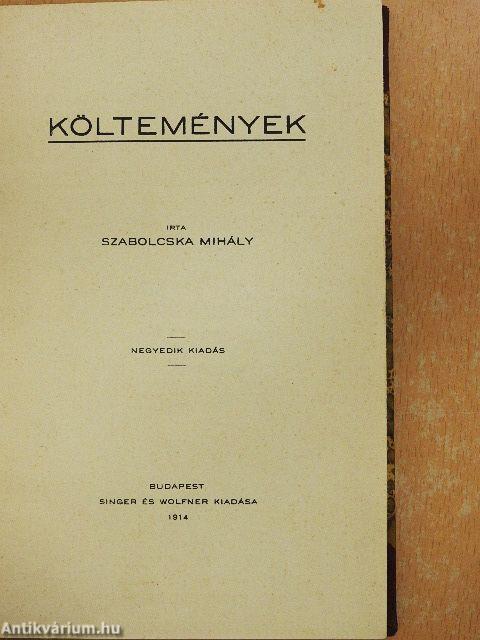 KÖLTEMÉNYEK
IRTA
SZABOLCSKA MIHÁLY
NEGYEDIK KIADÁS
BUDAPEST
SINGER ÉS WOLFNER KIADÁSA
1914
Antikvárium.hu